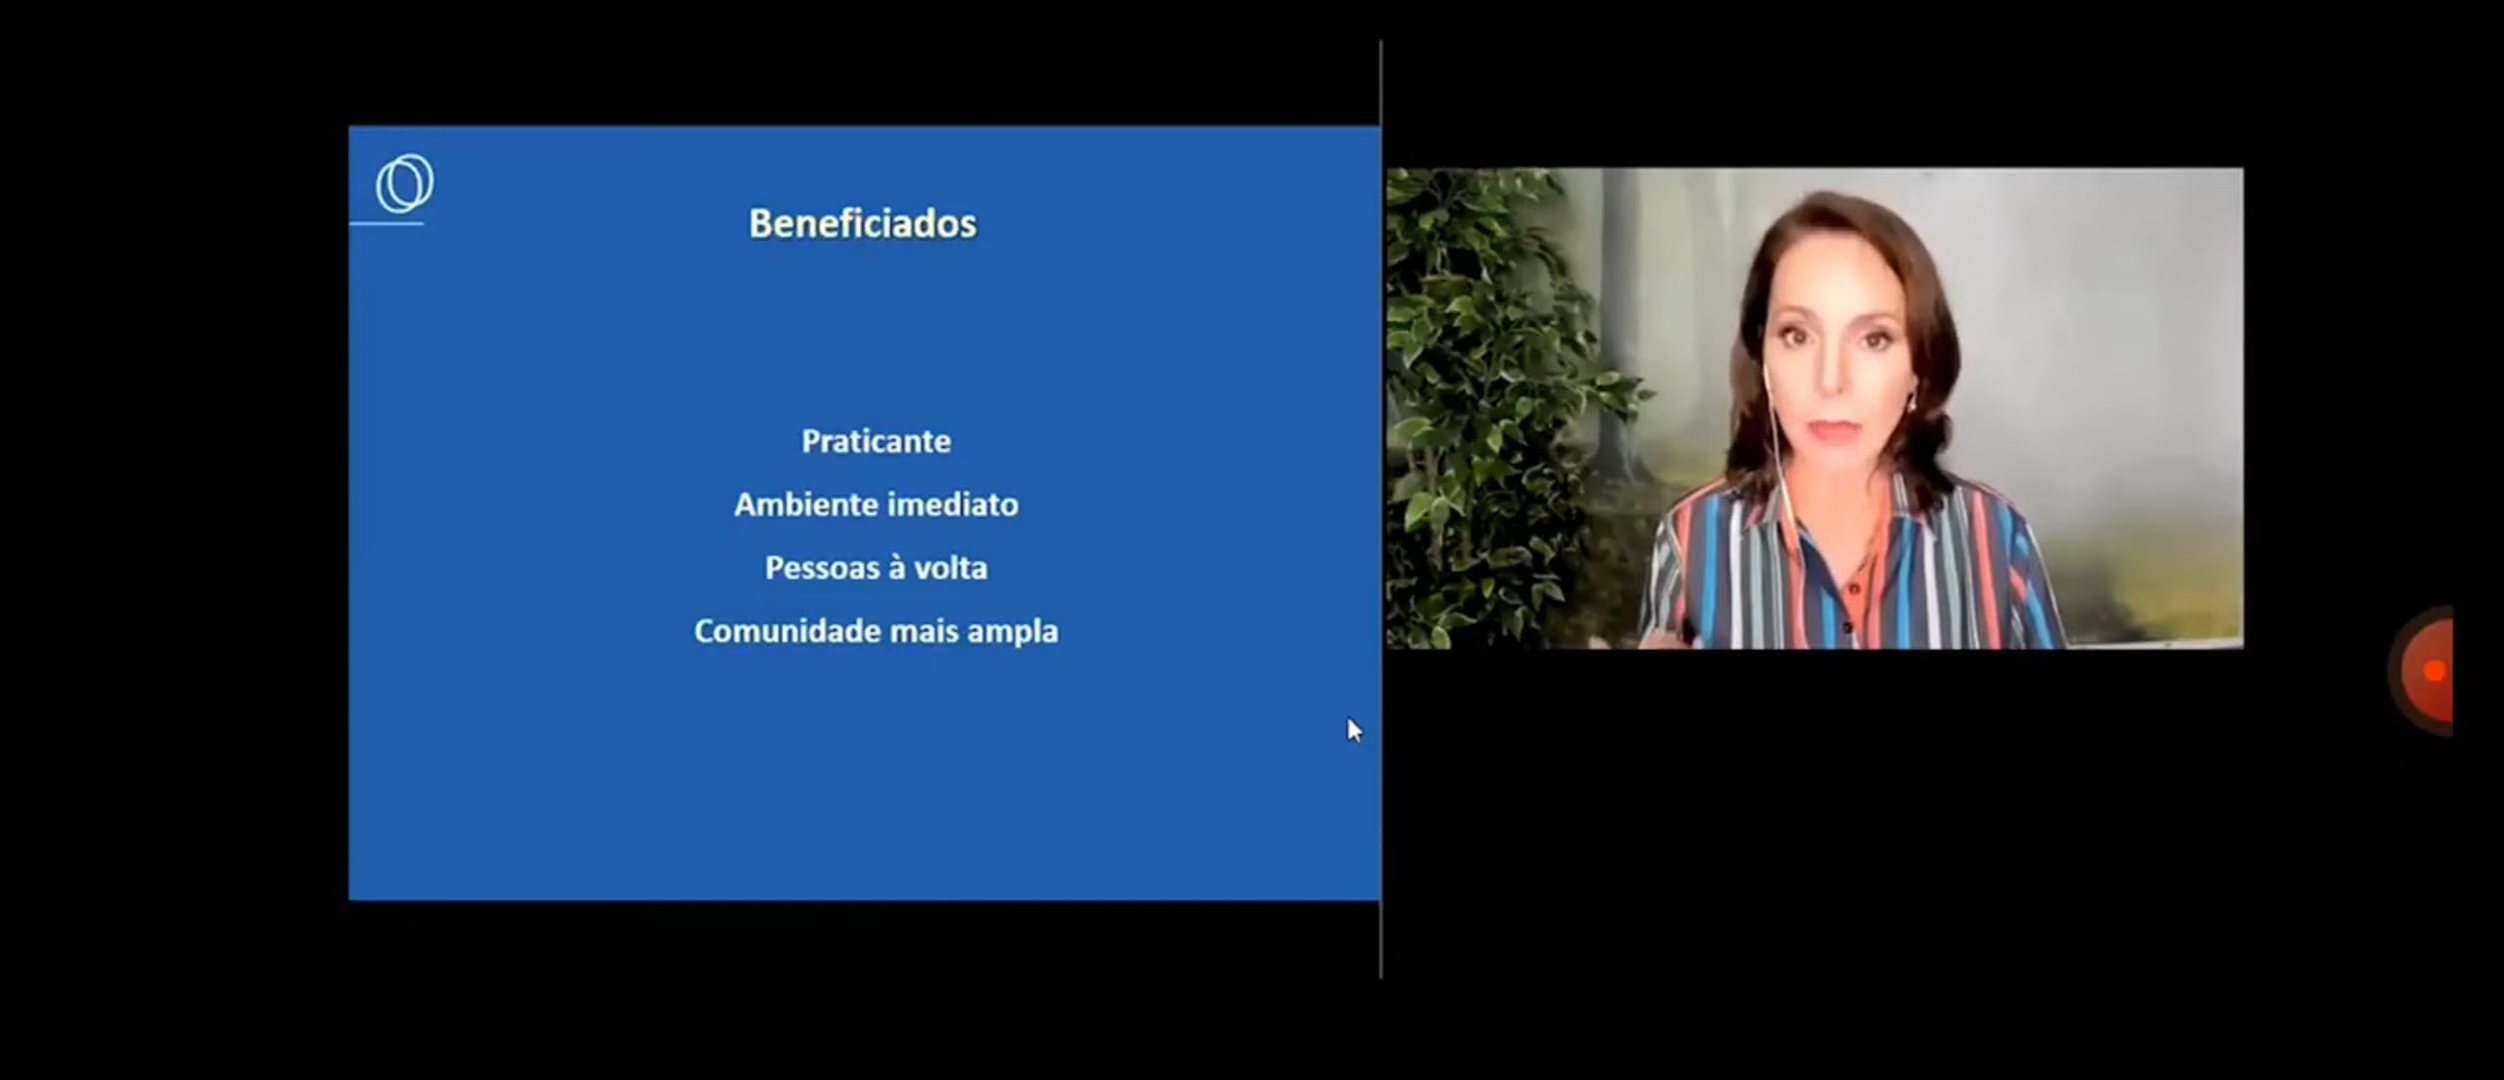 Beneficiados
Praticante
Ambiente imediato
Pessoas à volta
Comunidade mais ampla